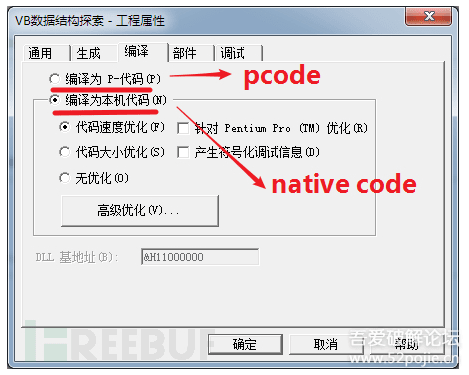 VB数据结构探索 - 工程属性
通用 生成 编译 部件 调试
编译为 P-代码(P)
pcode
编译为本机代码(N)
代码速度优化(F) 针对 Pentium Pro (TM) 优化(R)
代码大小优化(S) 产生符号化调试信息(D)
无优化(O)
native code
高级优化(V)...
DLL 基地址(B): &H11000000
REEBUF
确定 取消 帮助
吾爱破解论坛
www.52pojie.cn